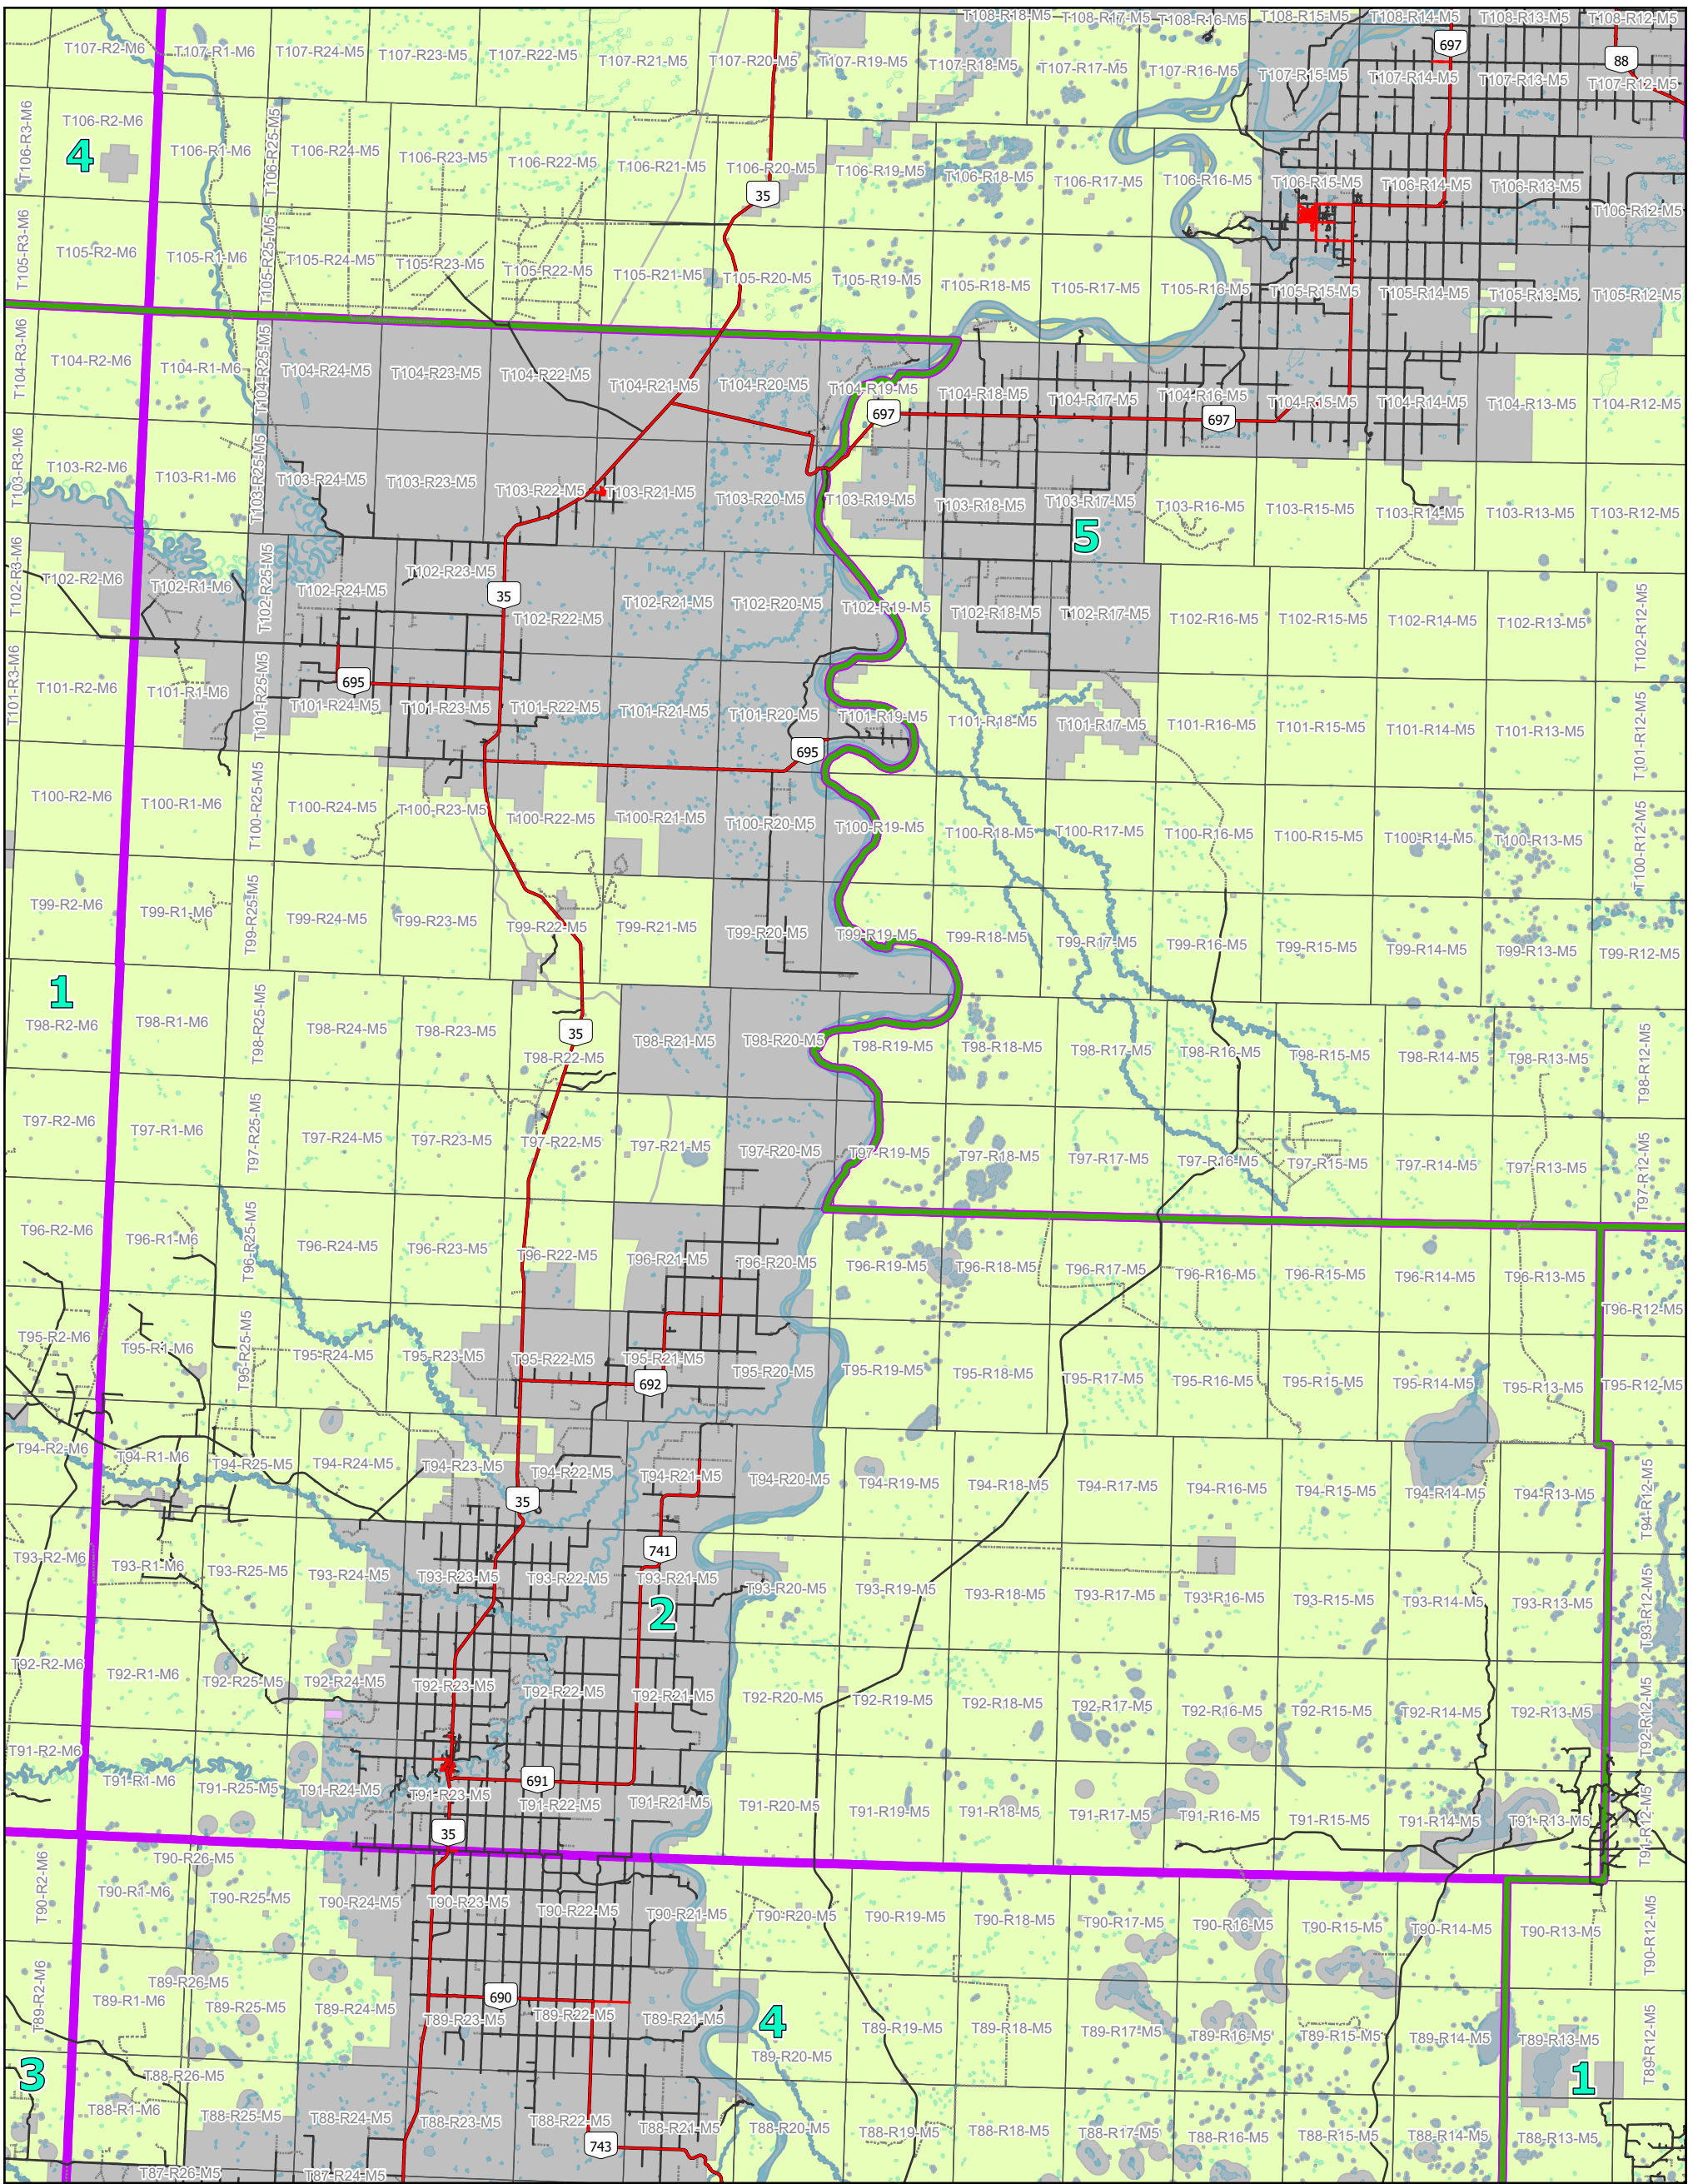 T108-R18-M5 T108-R17-M5 T108-R16-M5 T108-R15-M5 T108-R14-M5 T108-R13-M5 T108-R12-M5
T107-R2-M6 T107-R1-M6 T107-R24-M5 T107-R23-M5 T107-R22-M5 T107-R21-M5 T107-R20-M5 T107-R19-M5 T107-R18-M5 T107-R17-M5 T107-R16-M5 T107-R15-M5 T107-R14-M5 T107-R13-M5 T107-R12-M5
697
88
T106-R3-M6 T106-R2-M6 T106-R1-M6 T106-R25-M5 T106-R24-M5 T106-R23-M5 T106-R22-M5 T106-R21-M5 T106-R20-M5 T106-R19-M5 T106-R18-M5 T106-R17-M5 T106-R16-M5 T106-R15-M5 T106-R14-M5 T106-R13-M5 T106-R12-M5
4
35
T105-R3-M6 T105-R2-M6 T105-R1-M6 T105-R25-M5 T105-R24-M5 T105-R23-M5 T105-R22-M5 T105-R21-M5 T105-R20-M5 T105-R19-M5 T105-R18-M5 T105-R17-M5 T105-R16-M5 T105-R15-M5 T105-R14-M5 T105-R13-M5 T105-R12-M5
T104-R3-M6 T104-R2-M6 T104-R1-M6 T104-R25-M5 T104-R24-M5 T104-R23-M5 T104-R22-M5 T104-R21-M5 T104-R20-M5 T104-R19-M5 T104-R18-M5 T104-R17-M5 T104-R16-M5 T104-R15-M5 T104-R14-M5 T104-R13-M5 T104-R12-M5
697
697
T103-R3-M6 T103-R2-M6 T103-R1-M6 T103-R25-M5 T103-R24-M5 T103-R23-M5 T103-R22-M5 T103-R21-M5 T103-R20-M5 T103-R19-M5 T103-R18-M5 T103-R17-M5 T103-R16-M5 T103-R15-M5 T103-R14-M5 T103-R13-M5 T103-R12-M5
5
T102-R3-M6 T102-R2-M6 T102-R1-M6 T102-R25-M5 T102-R24-M5 T102-R23-M5 T102-R22-M5 T102-R21-M5 T102-R20-M5 T102-R19-M5 T102-R18-M5 T102-R17-M5 T102-R16-M5 T102-R15-M5 T102-R14-M5 T102-R13-M5 T102-R12-M5
35
695
T101-R3-M6 T101-R2-M6 T101-R1-M6 T101-R25-M5 T101-R24-M5 T101-R23-M5 T101-R22-M5 T101-R21-M5 T101-R20-M5 T101-R19-M5 T101-R18-M5 T101-R17-M5 T101-R16-M5 T101-R15-M5 T101-R14-M5 T101-R13-M5 T101-R12-M5
695
T100-R2-M6 T100-R1-M6 T100-R25-M5 T100-R24-M5 T100-R23-M5 T100-R22-M5 T100-R21-M5 T100-R20-M5 T100-R19-M5 T100-R18-M5 T100-R17-M5 T100-R16-M5 T100-R15-M5 T100-R14-M5 T100-R13-M5 T100-R12-M5
T99-R2-M6 T99-R1-M6 T99-R25-M5 T99-R24-M5 T99-R23-M5 T99-R22-M5 T99-R21-M5 T99-R20-M5 T99-R19-M5 T99-R18-M5 T99-R17-M5 T99-R16-M5 T99-R15-M5 T99-R14-M5 T99-R13-M5 T99-R12-M5
1
35
T98-R2-M6 T98-R1-M6 T98-R25-M5 T98-R24-M5 T98-R23-M5 T98-R22-M5 T98-R21-M5 T98-R20-M5 T98-R19-M5 T98-R18-M5 T98-R17-M5 T98-R16-M5 T98-R15-M5 T98-R14-M5 T98-R13-M5 T98-R12-M5
T97-R2-M6 T97-R1-M6 T97-R25-M5 T97-R24-M5 T97-R23-M5 T97-R22-M5 T97-R21-M5 T97-R20-M5 T97-R19-M5 T97-R18-M5 T97-R17-M5 T97-R16-M5 T97-R15-M5 T97-R14-M5 T97-R13-M5 T97-R12-M5
T96-R2-M6 T96-R1-M6 T96-R25-M5 T96-R24-M5 T96-R23-M5 T96-R22-M5 T96-R21-M5 T96-R20-M5 T96-R19-M5 T96-R18-M5 T96-R17-M5 T96-R16-M5 T96-R15-M5 T96-R14-M5 T96-R13-M5 T96-R12-M5
T95-R2-M6 T95-R1-M6 T95-R25-M5 T95-R24-M5 T95-R23-M5 T95-R22-M5 T95-R21-M5 T95-R20-M5 T95-R19-M5 T95-R18-M5 T95-R17-M5 T95-R16-M5 T95-R15-M5 T95-R14-M5 T95-R13-M5 T95-R12-M5
692
T94-R2-M6 T94-R1-M6 T94-R25-M5 T94-R24-M5 T94-R23-M5 T94-R22-M5 T94-R21-M5 T94-R20-M5 T94-R19-M5 T94-R18-M5 T94-R17-M5 T94-R16-M5 T94-R15-M5 T94-R14-M5 T94-R13-M5 T94-R12-M5
35
741
T93-R2-M6 T93-R1-M6 T93-R25-M5 T93-R24-M5 T93-R23-M5 T93-R22-M5 T93-R21-M5 T93-R20-M5 T93-R19-M5 T93-R18-M5 T93-R17-M5 T93-R16-M5 T93-R15-M5 T93-R14-M5 T93-R13-M5 T93-R12-M5
2
T92-R2-M6 T92-R1-M6 T92-R25-M5 T92-R24-M5 T92-R23-M5 T92-R22-M5 T92-R21-M5 T92-R20-M5 T92-R19-M5 T92-R18-M5 T92-R17-M5 T92-R16-M5 T92-R15-M5 T92-R14-M5 T92-R13-M5 T92-R12-M5
T91-R2-M6 T91-R1-M6 T91-R25-M5 T91-R24-M5 T91-R23-M5 T91-R22-M5 T91-R21-M5 T91-R20-M5 T91-R19-M5 T91-R18-M5 T91-R17-M5 T91-R16-M5 T91-R15-M5 T91-R14-M5 T91-R13-M5 T91-R12-M5
691
35
T90-R26-M5
T90-R2-M6 T90-R1-M6 T90-R25-M5 T90-R24-M5 T90-R23-M5 T90-R22-M5 T90-R21-M5 T90-R20-M5 T90-R19-M5 T90-R18-M5 T90-R17-M5 T90-R16-M5 T90-R15-M5 T90-R14-M5 T90-R13-M5 T90-R12-M5
T89-R26-M5
690
T89-R2-M6 T89-R1-M6 T89-R25-M5 T89-R24-M5 T89-R23-M5 T89-R22-M5 T89-R21-M5 T89-R20-M5 T89-R19-M5 T89-R18-M5 T89-R17-M5 T89-R16-M5 T89-R15-M5 T89-R14-M5 T89-R13-M5 T89-R12-M5
4
3
1
T88-R26-M5
T88-R1-M6 T88-R25-M5 T88-R24-M5 T88-R23-M5 T88-R22-M5 T88-R21-M5 T88-R20-M5 T88-R19-M5 T88-R18-M5 T88-R17-M5 T88-R16-M5 T88-R15-M5 T88-R14-M5 T88-R13-M5
743
T87-R26-M5 T87-R24-M5